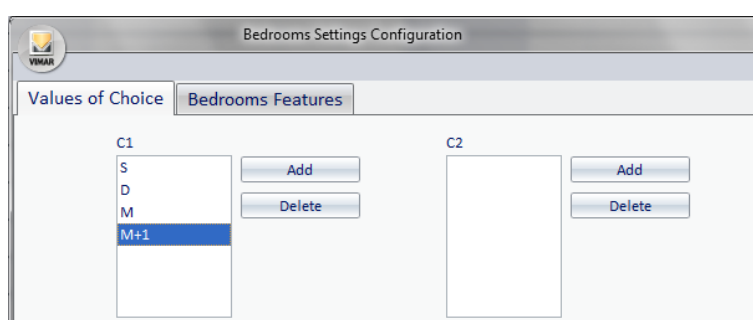 Bedrooms Settings Configuration
VIMAR
Values of Choice Bedrooms Features
C1 C2
S Add Add
D
M Delete Delete
M+1